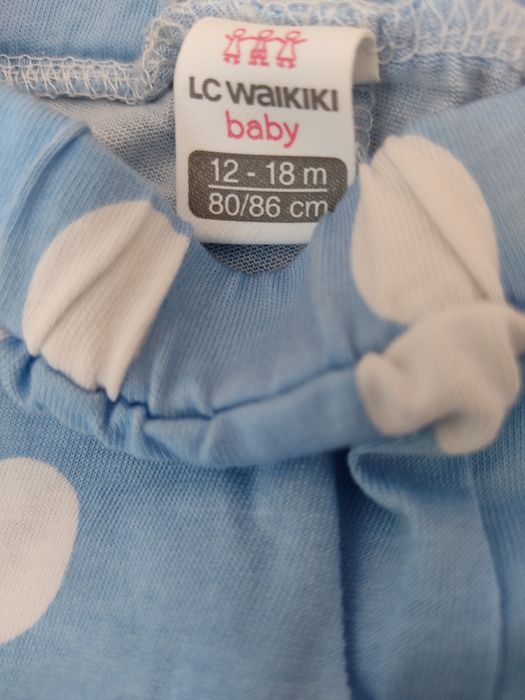 LC WAIKIKI
baby
12 - 18 m
80/86 cm